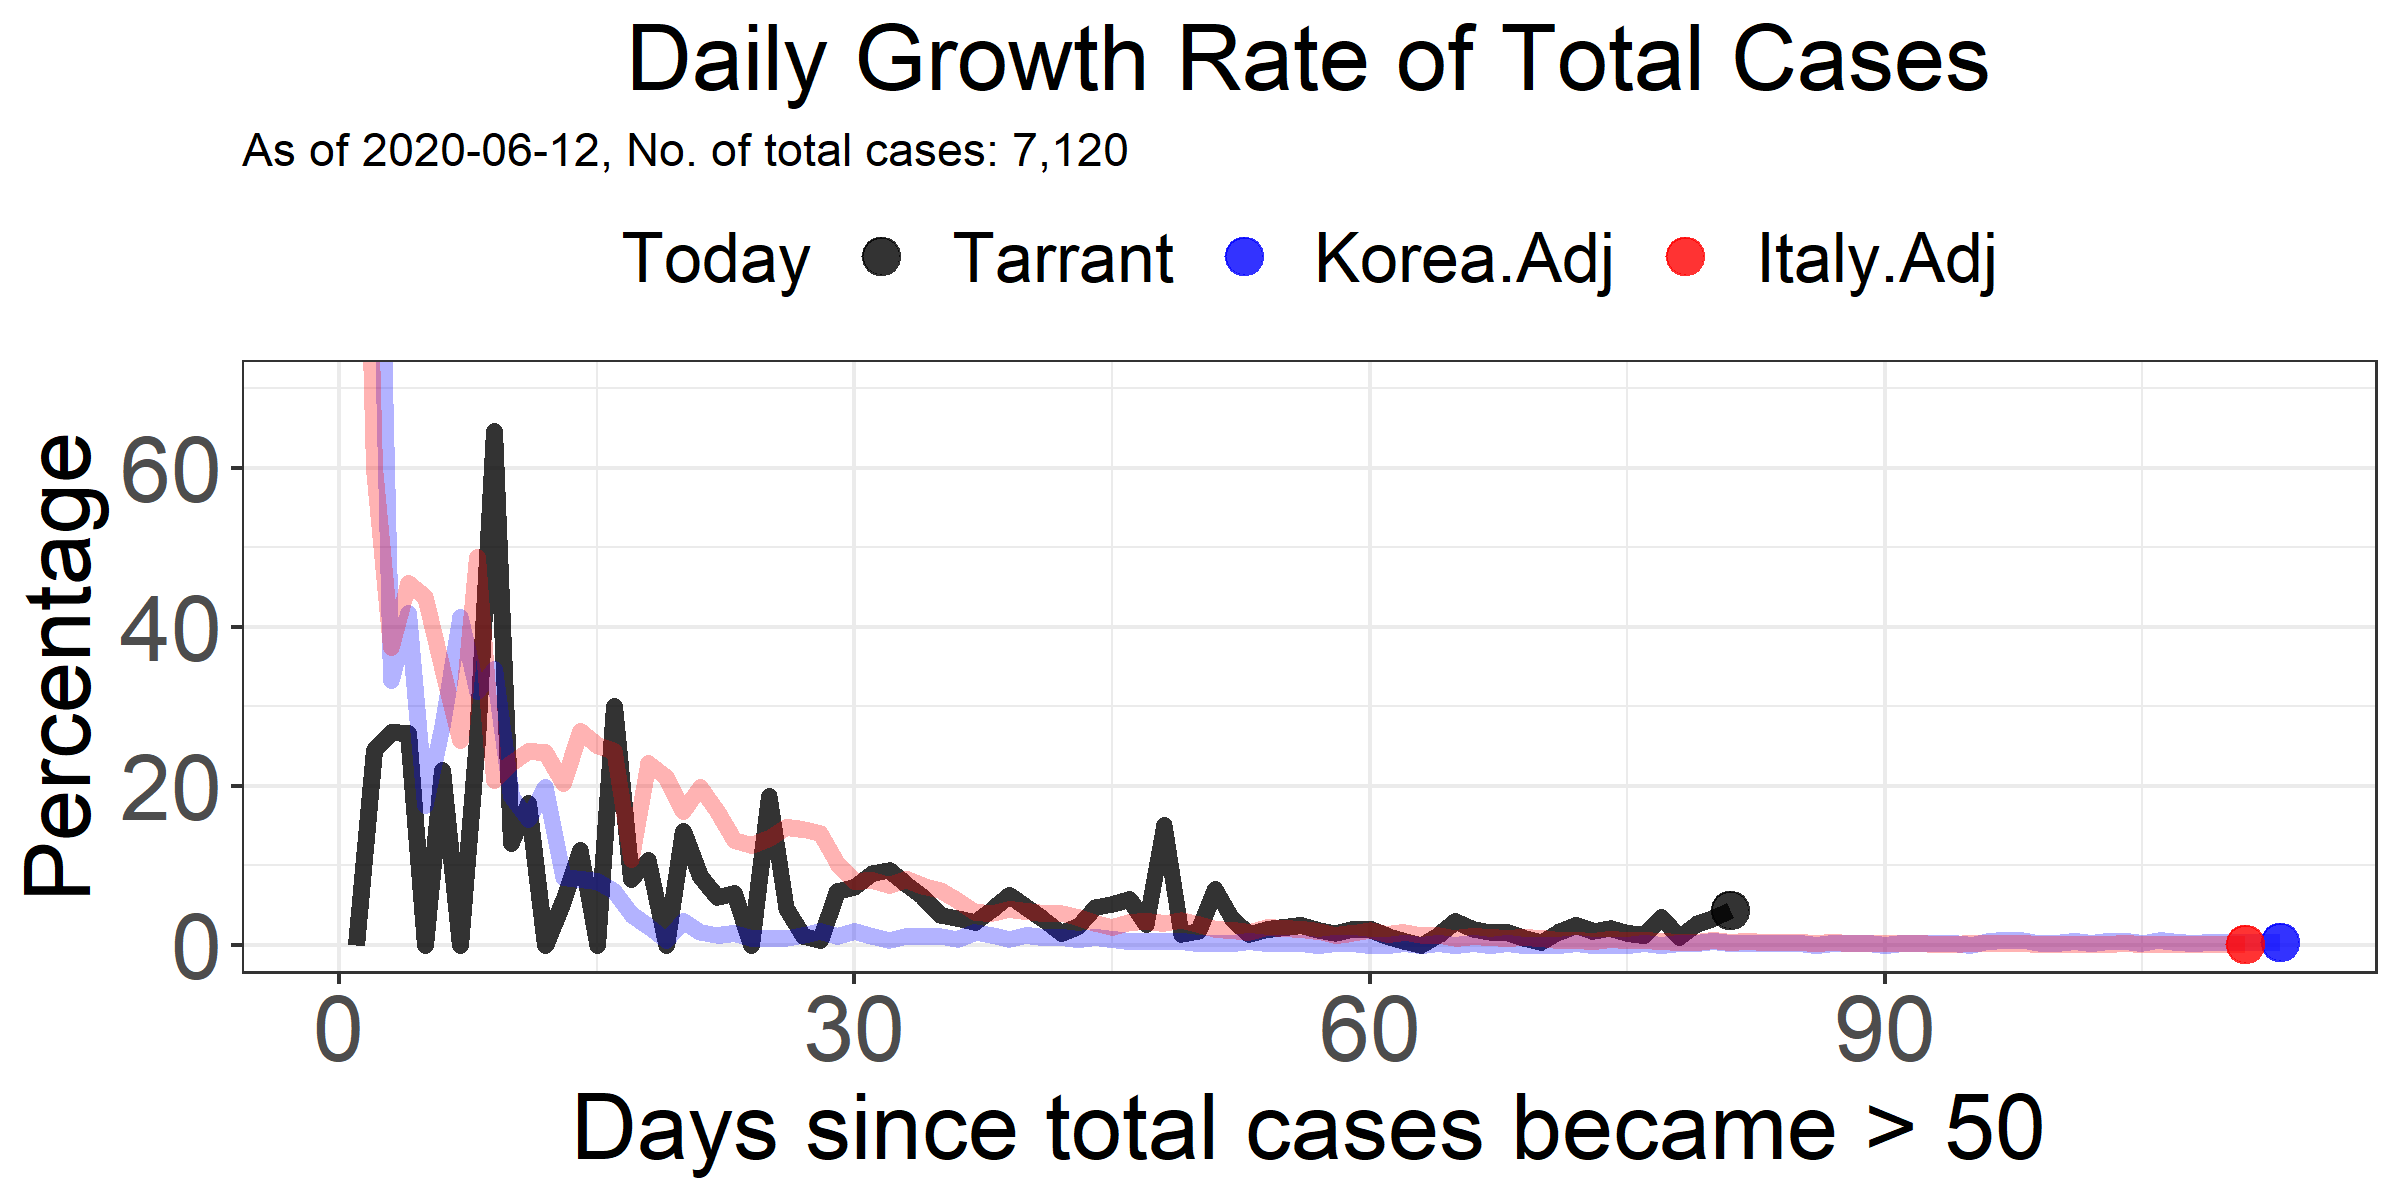 Daily Growth Rate of Total Cases
As of 2020-06-12, No. of total cases: 7,120
Today Tarrant Korea.Adj Italy.Adj
Percentage
60
40
20
0
0 30 60 90
Days since total cases became > 50